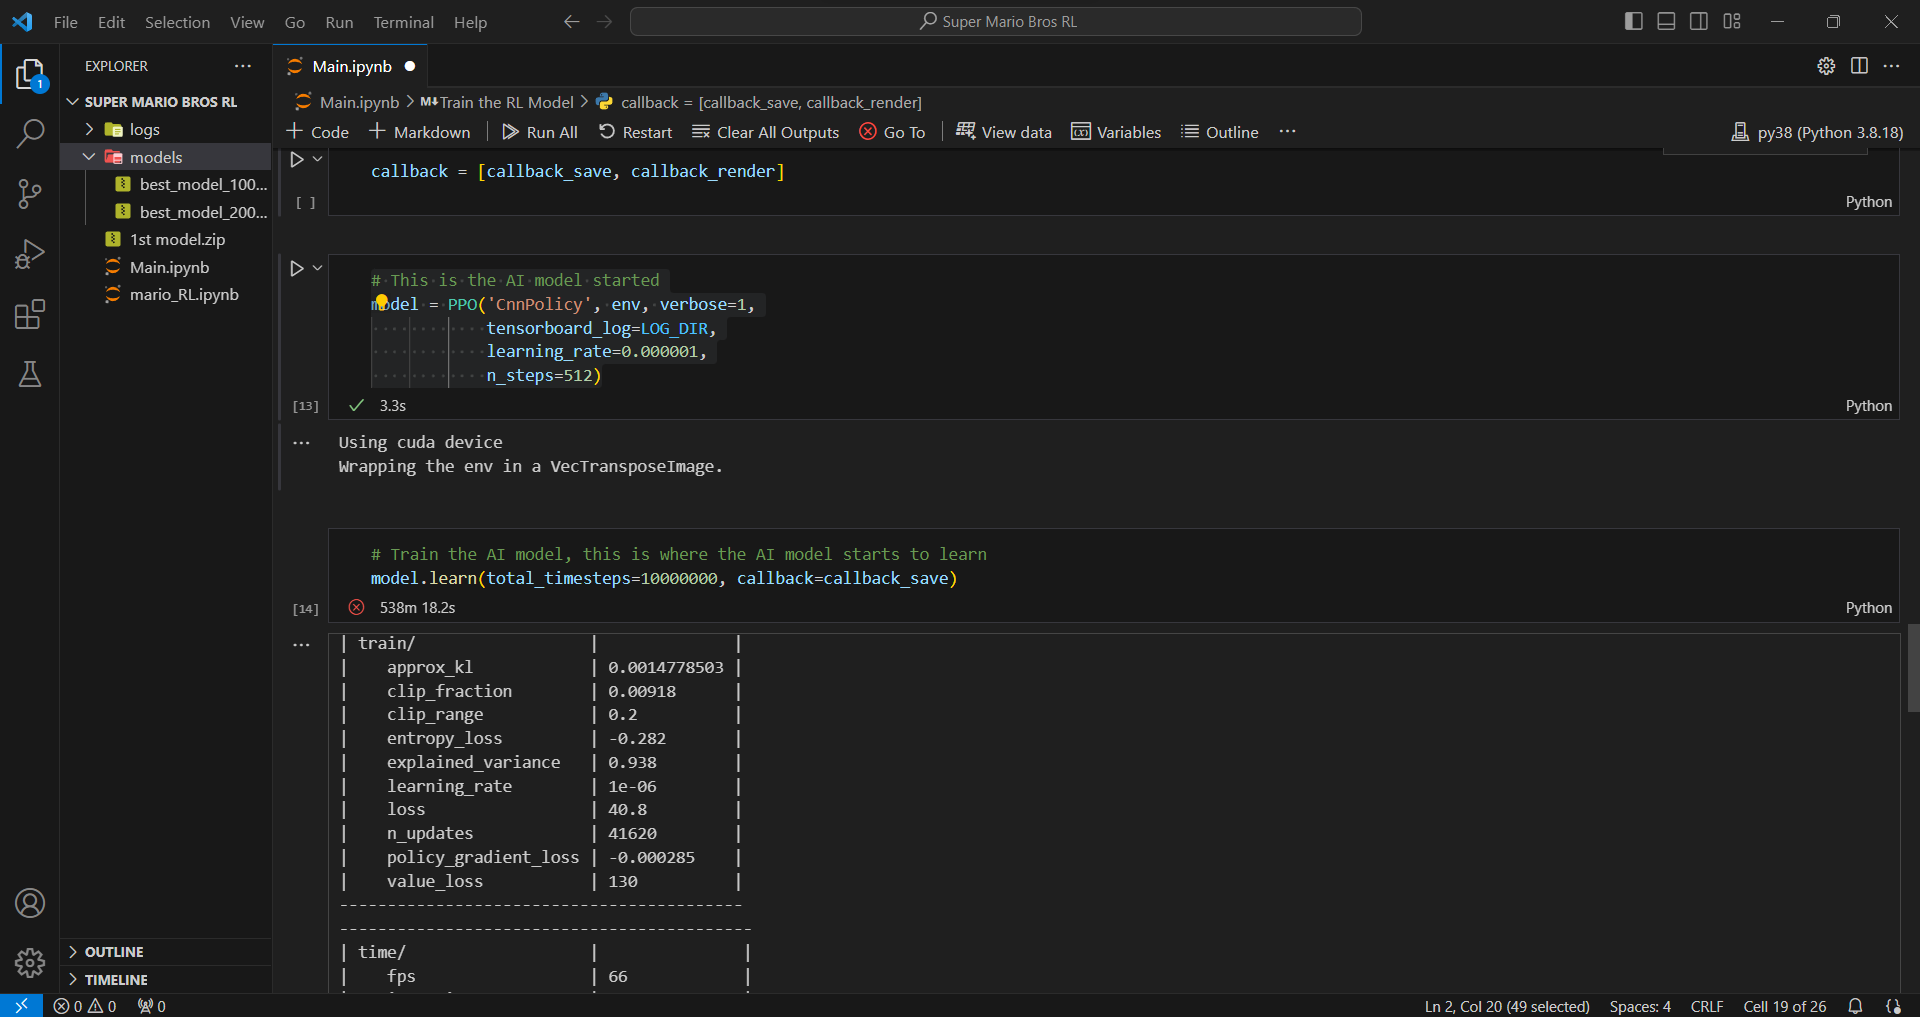 File Edit Selection View Go Run Terminal Help
Super Mario Bros RL
EXPLORER
1
SUPER MARIO BROS RL
logs
models
best_model_100...
best_model_200...
1st model.zip
Main.ipynb
mario_RL.ipynb
OUTLINE
TIMELINE
Main.ipynb
Main.ipynb > M↓Train the RL Model > callback = [callback_save, callback_render]
+ Code + Markdown Run All Restart Clear All Outputs Go To View data Variables Outline ...
py38 (Python 3.8.18)
callback = [callback_save, callback_render]
[ ]
Python
# This is the AI model started
model = PPO('CnnPolicy', env, verbose=1,
tensorboard_log=LOG_DIR,
learning_rate=0.000001,
n_steps=512)
[13] 3.3s
Python
Using cuda device
Wrapping the env in a VecTransposeImage.
# Train the AI model, this is where the AI model starts to learn
model.learn(total_timesteps=10000000, callback=callback_save)
[14] 538m 18.2s
Python
| train/ | |
| approx_kl | 0.0014778503 |
| clip_fraction | 0.00918 |
| clip_range | 0.2 |
| entropy_loss | -0.282 |
| explained_variance | 0.938 |
| learning_rate | 1e-06 |
| loss | 40.8 |
| n_updates | 41620 |
| policy_gradient_loss | -0.000285 |
| value_loss | 130 |
------------------------------------------
-------------------------------------------
| time/ | |
| fps | 66 |
0 0 0
Ln 2, Col 20 (49 selected) Spaces: 4 CRLF Cell 19 of 26